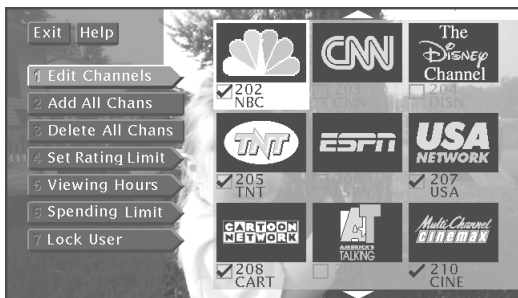 Exit Help
1 Edit Channels
2 Add All Chans
3 Delete All Chans
4 Set Rating Limit
5 Viewing Hours
6 Spending Limit
7 Lock User
CNN
The
Disney
Channel
202
NBC
203
CNN
204
DISN
TNT
ESPN
USA
NETWORK
205
TNT
207
USA
CARTOON
NETWORK
AT
AMERICA'S
TALKING
Multi Channel
CINEMAX
208
CART
210
CINE